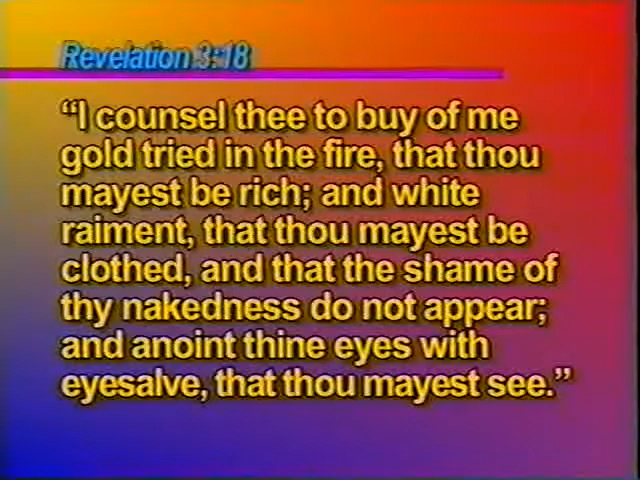 Revelation 3:18
“I counsel thee to buy of me
gold tried in the fire, that thou
mayest be rich; and white
raiment, that thou mayest be
clothed, and that the shame of
thy nakedness do not appear;
and anoint thine eyes with
eyesalve, that thou mayest see.”